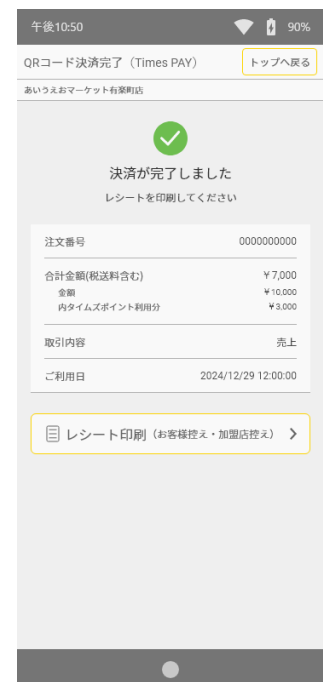 午後10:50 90%
QRコード決済完了（Times PAY） トップへ戻る
あいうえおマーケット有楽町店
決済が完了しました
レシートを印刷してください
注文番号 0000000000
合計金額(税送料含む) ￥7,000
金額 ￥10,000
内タイムズポイント利用分 ￥3,000
取引内容 売上
ご利用日 2024/12/29 12:00:00
レシート印刷（お客様控え・加盟店控え）